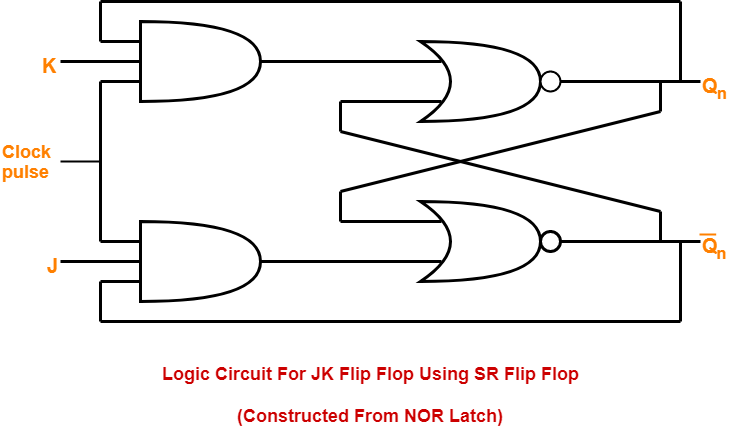 K
Qn
Clock
pulse
J
Q̅n
Logic Circuit For JK Flip Flop Using SR Flip Flop
(Constructed From NOR Latch)